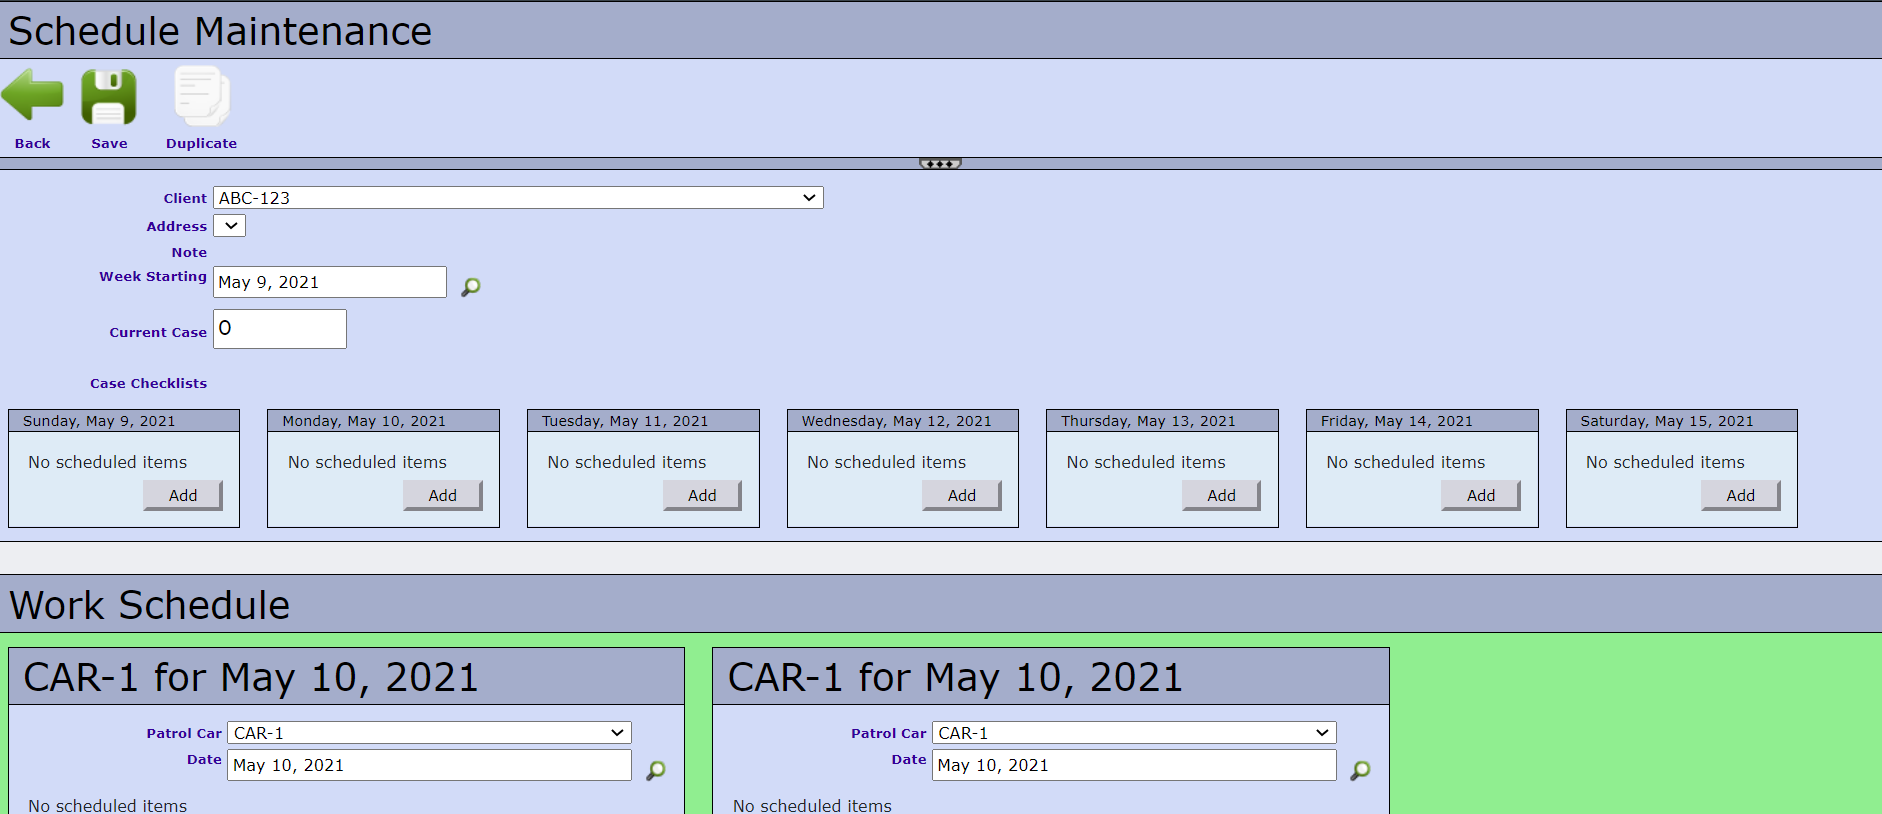 Schedule Maintenance
Back Save Duplicate
Client ABC-123
Address
Note
Week Starting May 9, 2021
Current Case 0
Case Checklists
Sunday, May 9, 2021 Monday, May 10, 2021 Tuesday, May 11, 2021 Wednesday, May 12, 2021 Thursday, May 13, 2021 Friday, May 14, 2021 Saturday, May 15, 2021
No scheduled items No scheduled items No scheduled items No scheduled items No scheduled items No scheduled items No scheduled items
Add Add Add Add Add Add Add
Work Schedule
CAR-1 for May 10, 2021 CAR-1 for May 10, 2021
Patrol Car CAR-1 Patrol Car CAR-1
Date May 10, 2021 Date May 10, 2021
No scheduled items No scheduled items